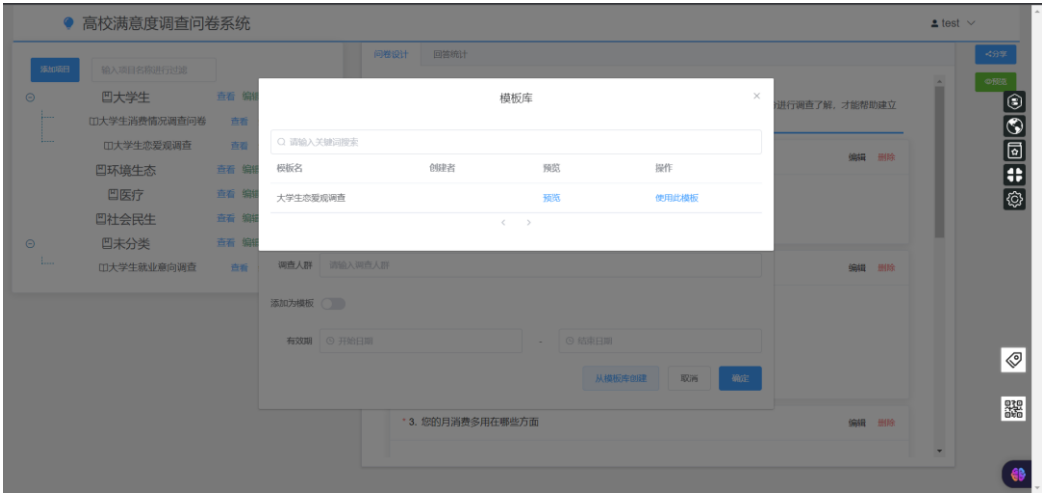 高校满意度调查问卷系统
test
问卷设计 回答统计
分享
添加项目 输入项目名称进行过滤
预览
大学生 查看 编辑
大学生消费情况调查问卷 查看
大学生恋爱观调查 查看
环境生态 查看 编辑
医疗 查看 编辑
社会民生 查看 编辑
未分类 查看 编辑
大学生就业意向调查 查看
模板库
请输入关键词搜索
模板名 创建者 预览 操作
大学生恋爱观调查 预览 使用此模板
进行调查了解，才能帮助建立
编辑 删除
调查人群 请输入调查人群
编辑 删除
添加为模板
有效期 开始日期 - 结束日期
从模板库创建 取消 确定
* 3. 您的月消费多用在哪些方面
编辑 删除